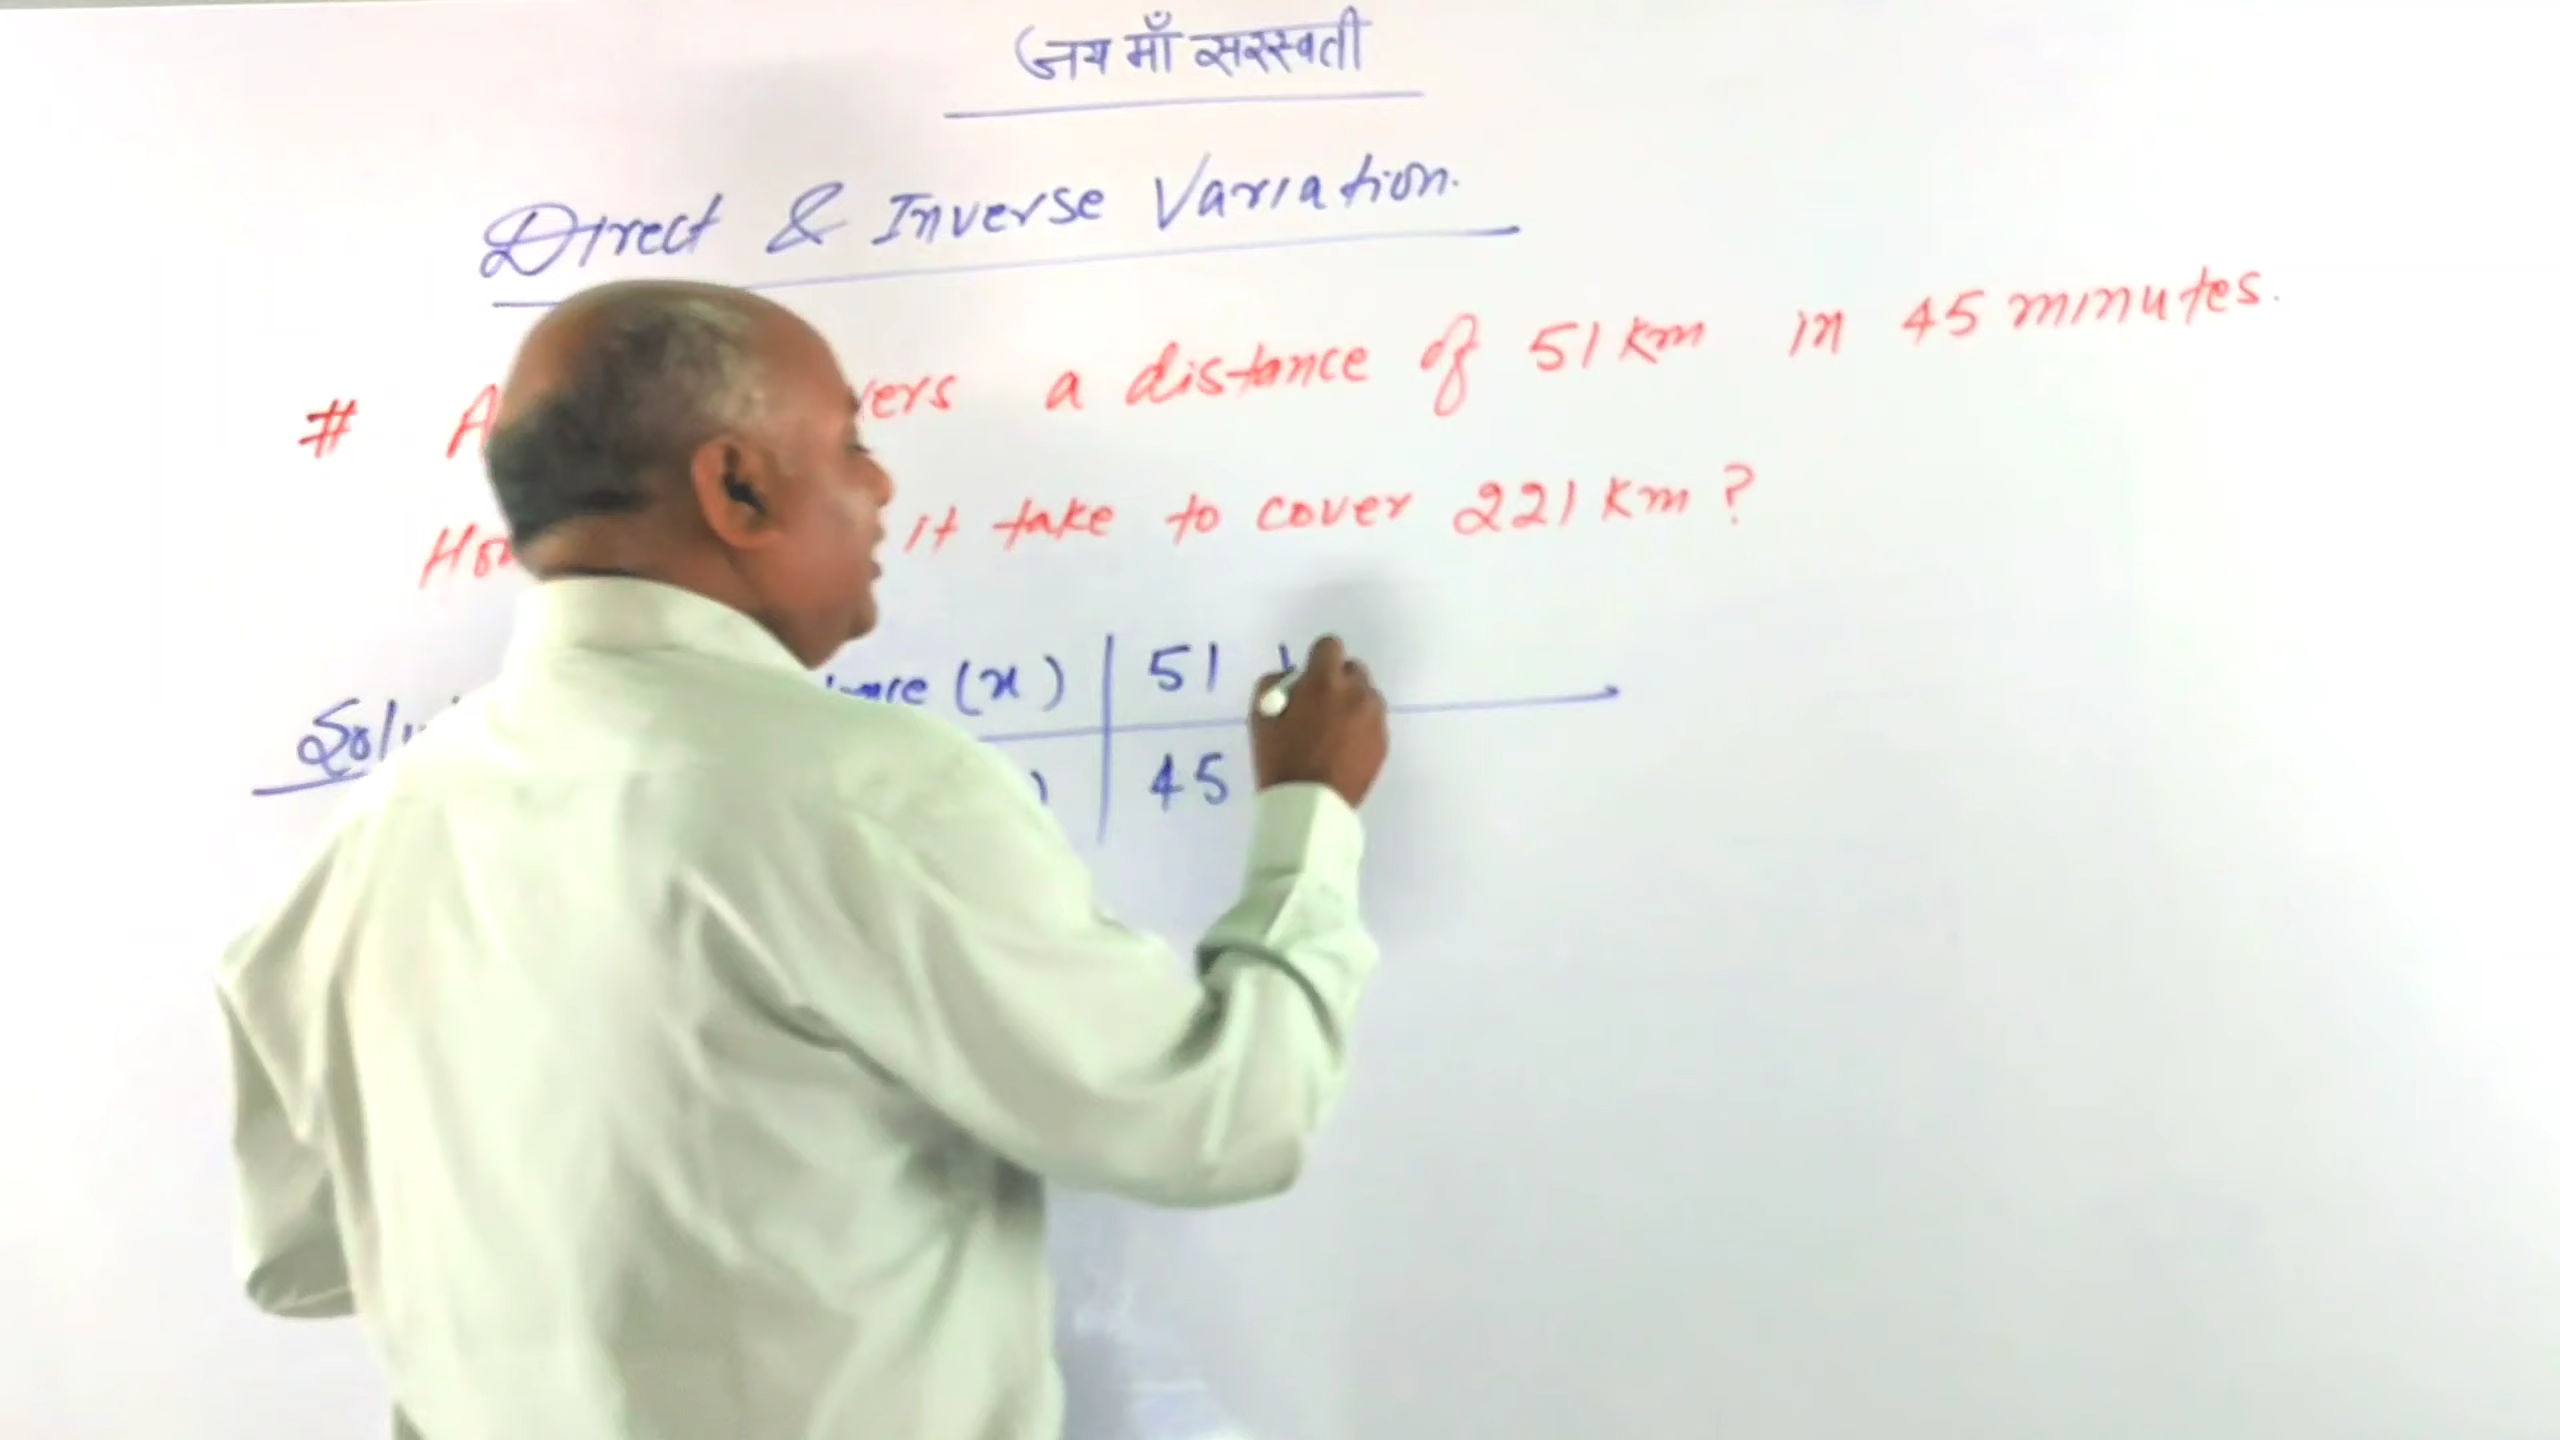 जय माँ सरस्वती
Direct & Inverse Variation.
# A a distance of 51 km in 45 minutes.
it take to cover 221 km ?
(x) 51
45